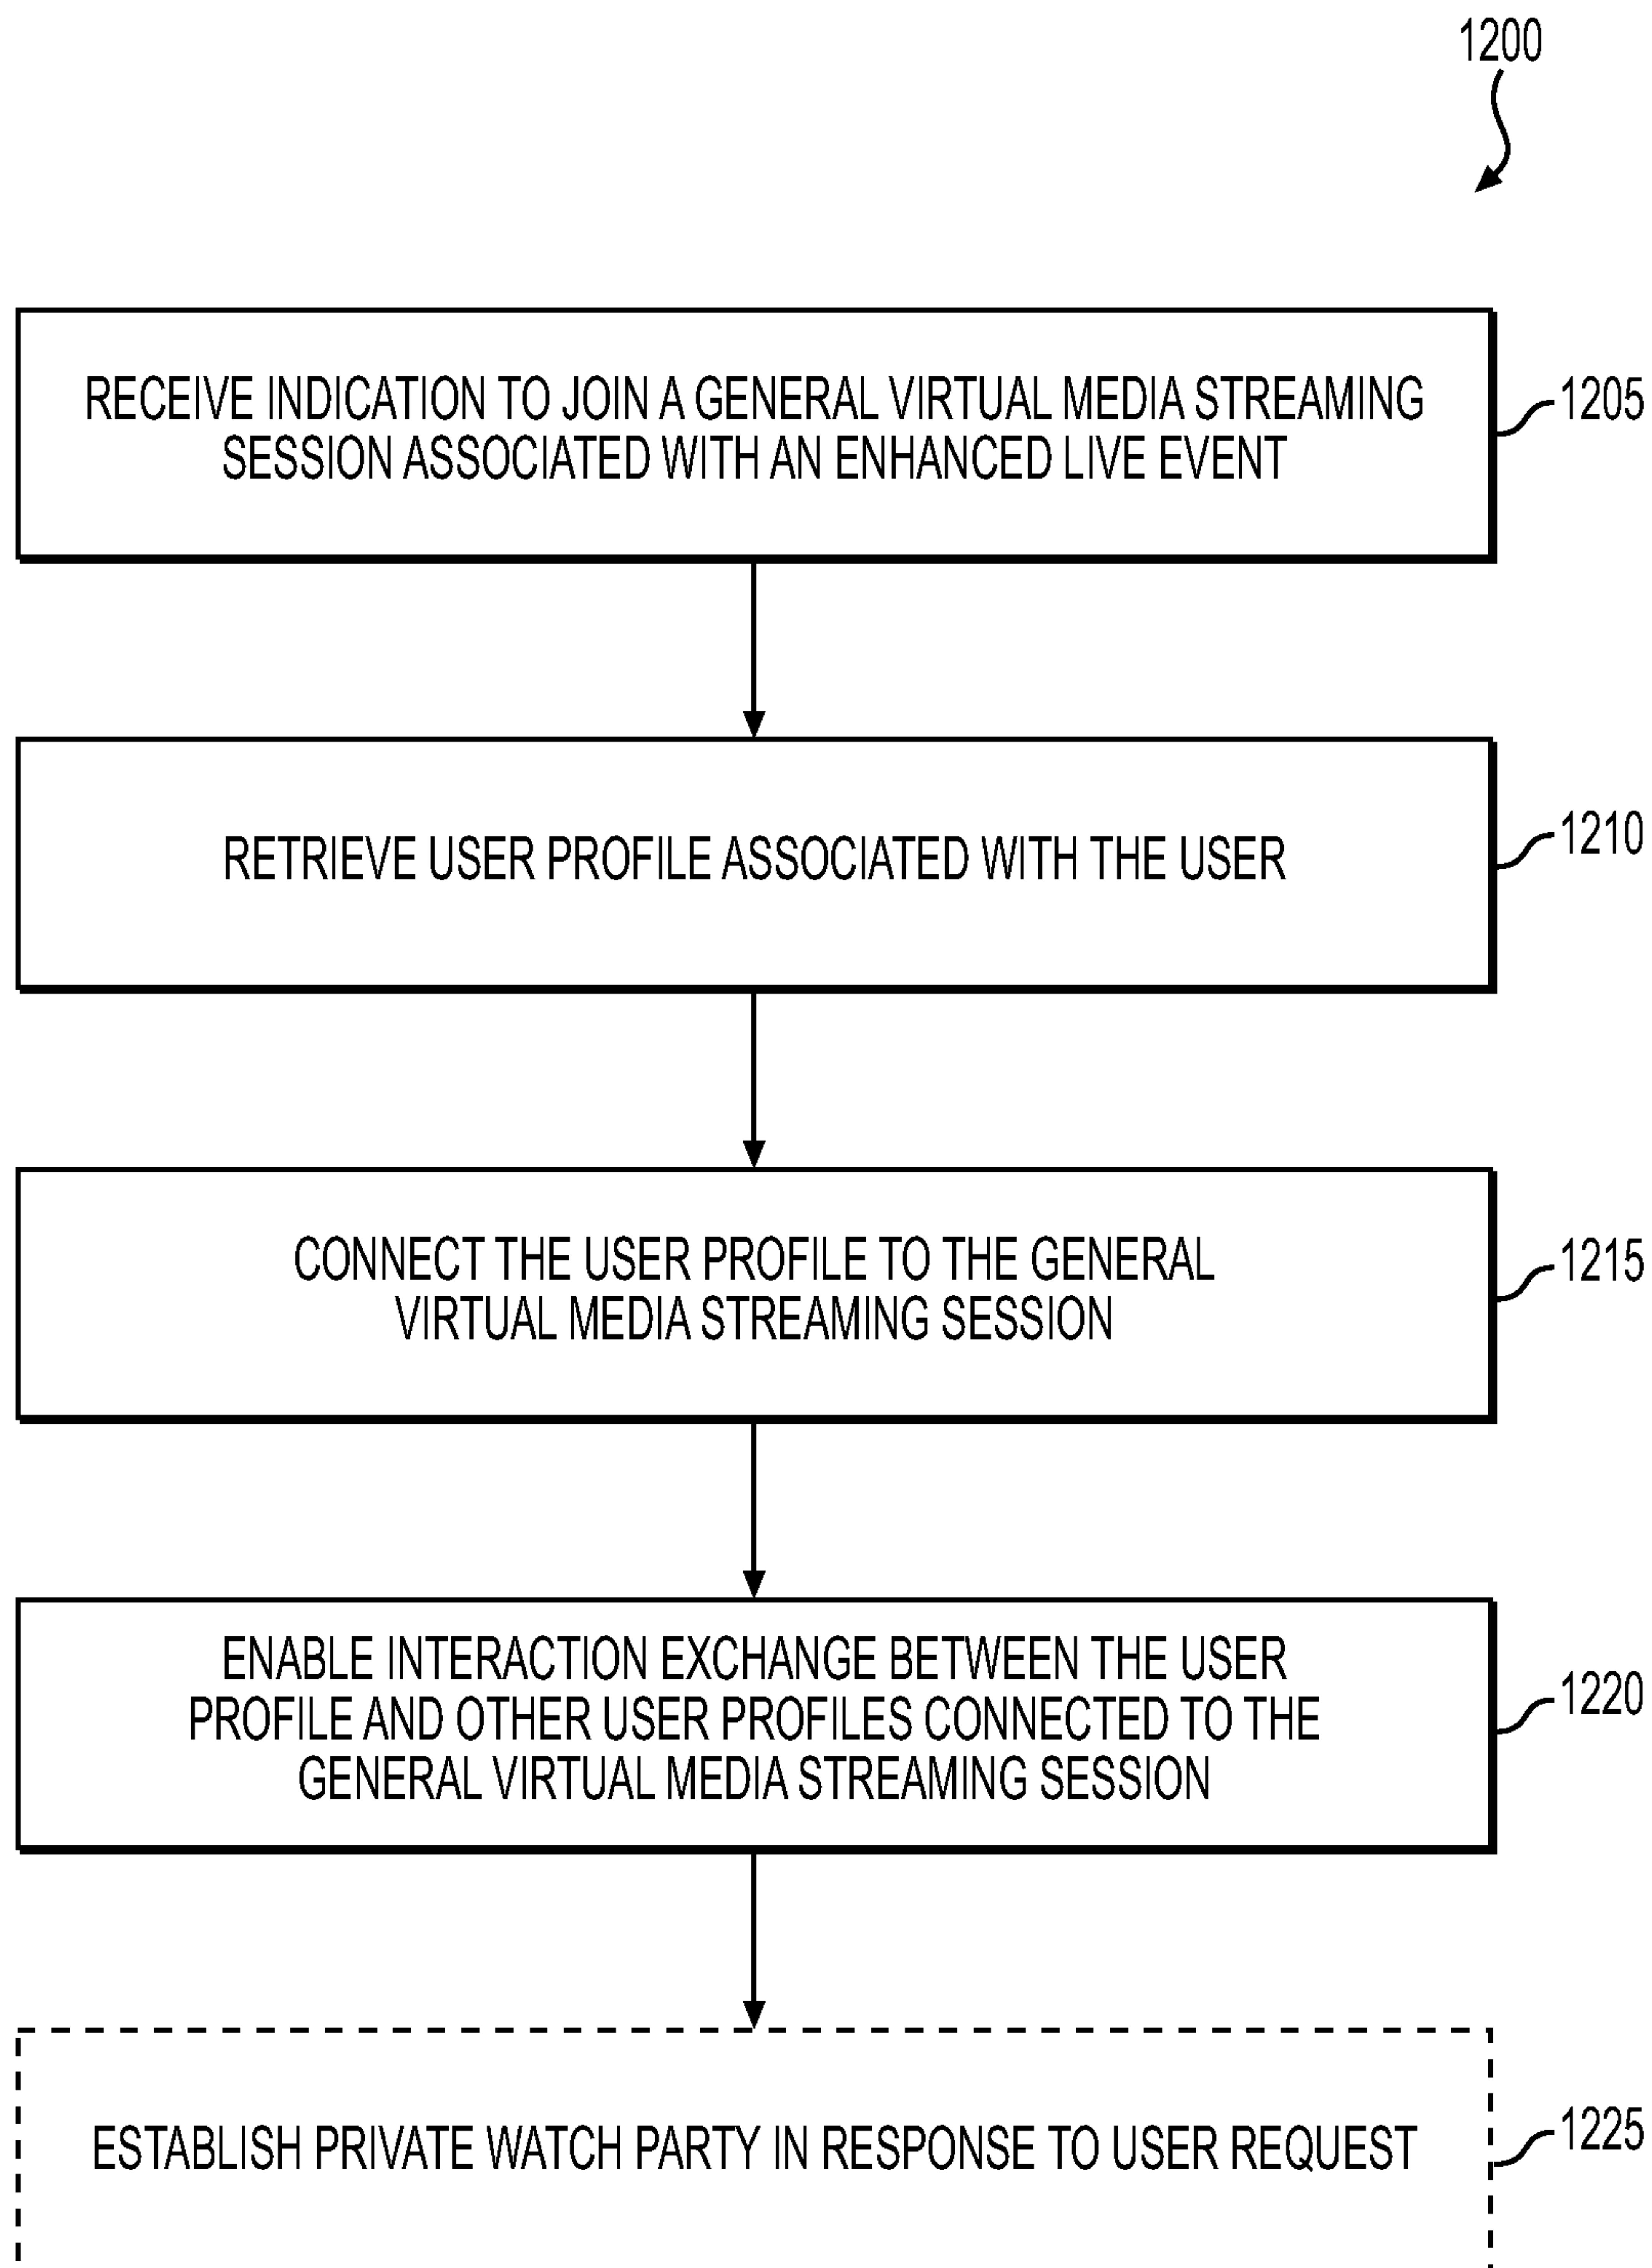 1200
RECEIVE INDICATION TO JOIN A GENERAL VIRTUAL MEDIA STREAMING
SESSION ASSOCIATED WITH AN ENHANCED LIVE EVENT
1205
RETRIEVE USER PROFILE ASSOCIATED WITH THE USER
1210
CONNECT THE USER PROFILE TO THE GENERAL
VIRTUAL MEDIA STREAMING SESSION
1215
ENABLE INTERACTION EXCHANGE BETWEEN THE USER
PROFILE AND OTHER USER PROFILES CONNECTED TO THE
GENERAL VIRTUAL MEDIA STREAMING SESSION
1220
ESTABLISH PRIVATE WATCH PARTY IN RESPONSE TO USER REQUEST
1225